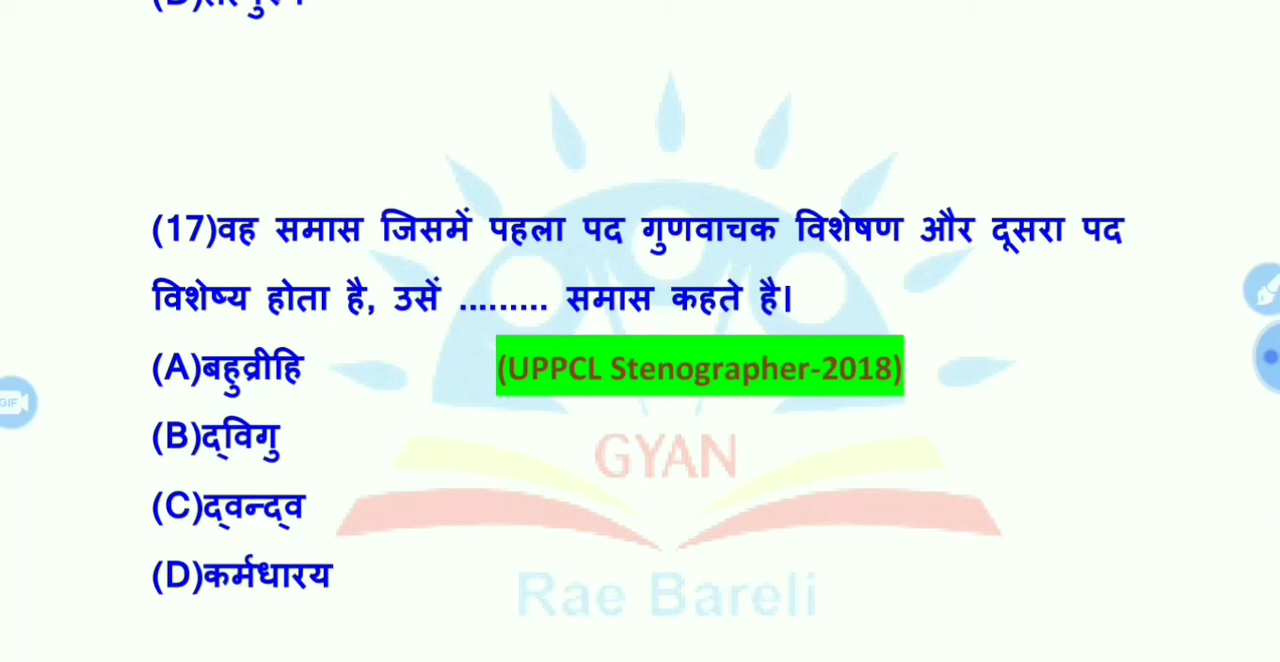 (17)वह समास जिसमें पहला पद गुणवाचक विशेषण और दूसरा पद
विशेष्य होता है, उसें ......... समास कहते है।
(A)बहुव्रीहि (UPPCL Stenographer-2018)
(B)द्विगु
(C)द्वन्द्व
(D)कर्मधारय
GYAN
Rae Bareli
GIF